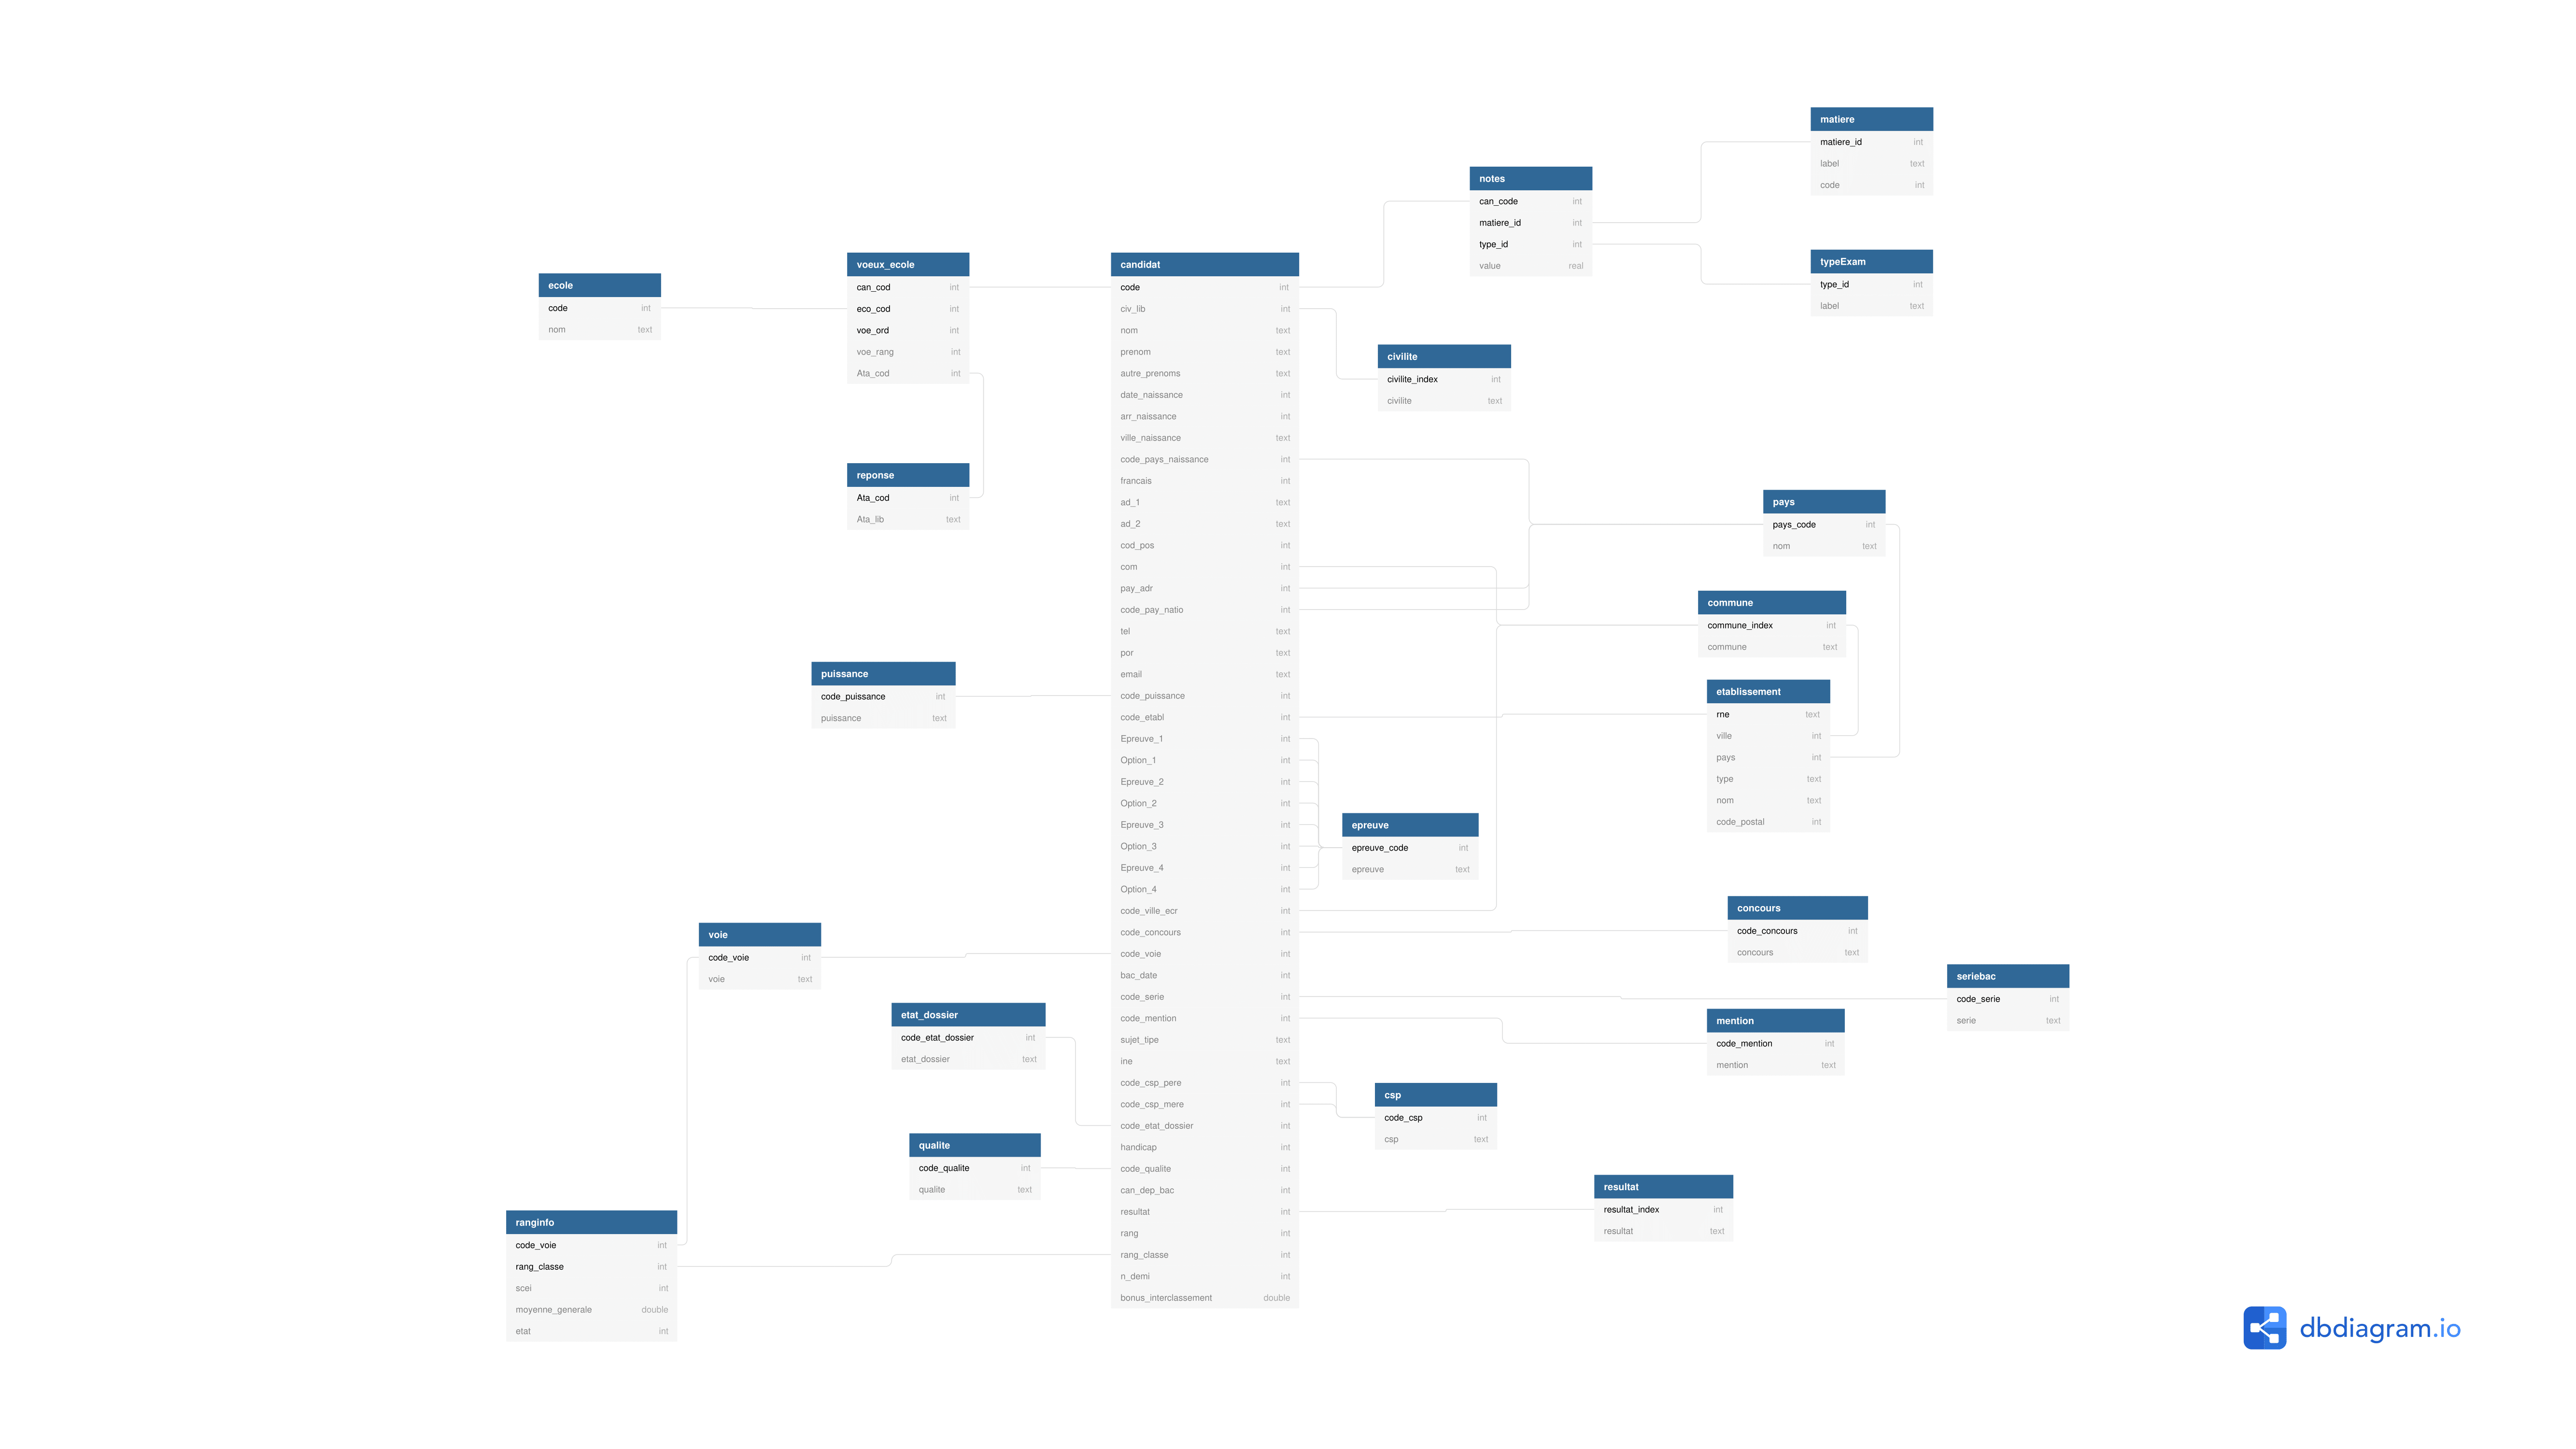 matiere
matiere_id int
label text
code int
notes
can_code int
matiere_id int
type_id int
value real
typeExam
type_id int
label text
ecole
code int
nom text
voeux_ecole
can_cod int
eco_cod int
voe_ord int
voe_rang int
Ata_cod int
reponse
Ata_cod int
Ata_lib text
candidat
code int
civ_lib int
nom text
prenom text
autre_prenoms text
date_naissance int
arr_naissance int
ville_naissance text
code_pays_naissance int
francais int
ad_1 text
ad_2 text
cod_pos int
com int
pay_adr int
code_pay_natio int
tel text
por text
email text
code_puissance int
code_etabl int
Epreuve_1 int
Option_1 int
Epreuve_2 int
Option_2 int
Epreuve_3 int
Option_3 int
Epreuve_4 int
Option_4 int
code_ville_ecr int
code_concours int
code_voie int
bac_date int
code_serie int
code_mention int
sujet_tipe text
ine text
code_csp_pere int
code_csp_mere int
code_etat_dossier int
handicap int
code_qualite int
can_dep_bac int
resultat int
rang int
rang_classe int
n_demi int
bonus_interclassement double
civilite
civilite_index int
civilite text
pays
pays_code int
nom text
commune
commune_index int
commune text
etablissement
rne text
ville int
pays int
type text
nom text
code_postal int
puissance
code_puissance int
puissance text
epreuve
epreuve_code int
epreuve text
concours
code_concours int
concours text
voie
code_voie int
voie text
seriebac
code_serie int
serie text
etat_dossier
code_etat_dossier int
etat_dossier text
mention
code_mention int
mention text
csp
code_csp int
csp text
qualite
code_qualite int
qualite text
resultat
resultat_index int
resultat text
ranginfo
code_voie int
rang_classe int
scei int
moyenne_generale double
etat int
dbdiagram.io